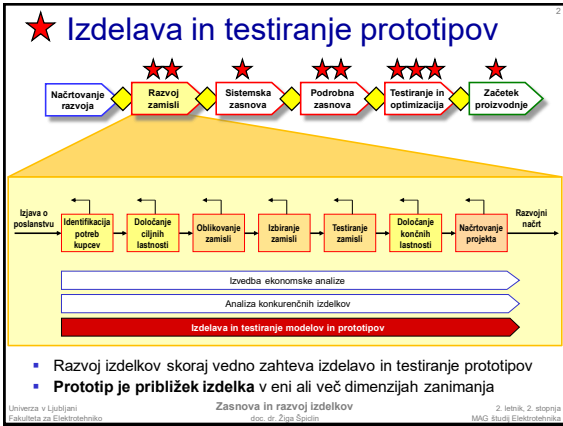 2
Izdelava in testiranje prototipov
Načrtovanje
razvoja
Razvoj
zamisli
Sistemska
zasnova
Podrobna
zasnova
Testiranje in
optimizacija
Začetek
proizvodnje
Izjava o
poslanstvu
Identifikacija
potreb
kupcev
Določanje
ciljnih
lastnosti
Oblikovanje
zamisli
Izbiranje
zamisli
Testiranje
zamisli
Določanje
končnih
lastnosti
Načrtovanje
projekta
Razvojni
načrt
Izvedba ekonomske analize
Analiza konkurenčnih izdelkov
Izdelava in testiranje modelov in prototipov
▪ Razvoj izdelkov skoraj vedno zahteva izdelavo in testiranje prototipov
▪ Prototip je približek izdelka v eni ali več dimenzijah zanimanja
Univerza v Ljubljani
Fakulteta za Elektrotehniko
Zasnova in razvoj izdelkov
doc. dr. Žiga Špiclin
2. letnik, 2. stopnja
MAG študij Elektrotehnika